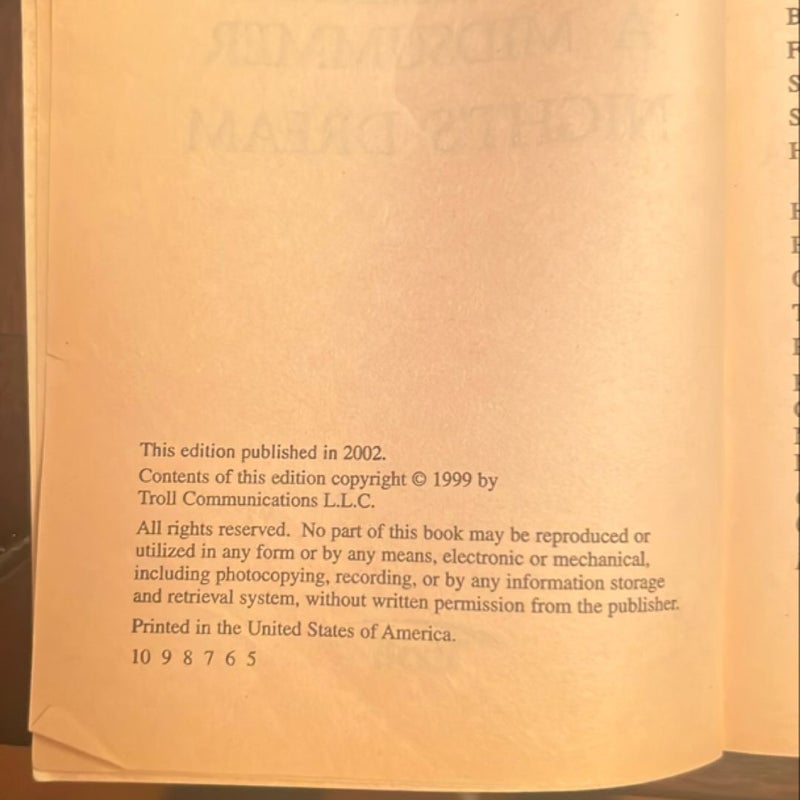 A MIDSUMMER
NIGHT'S DREAM
This edition published in 2002.
Contents of this edition copyright © 1999 by
Troll Communications L.L.C.
All rights reserved. No part of this book may be reproduced or
utilized in any form or by any means, electronic or mechanical,
including photocopying, recording, or by any information storage
and retrieval system, without written permission from the publisher.
Printed in the United States of America.
10 9 8 7 6 5